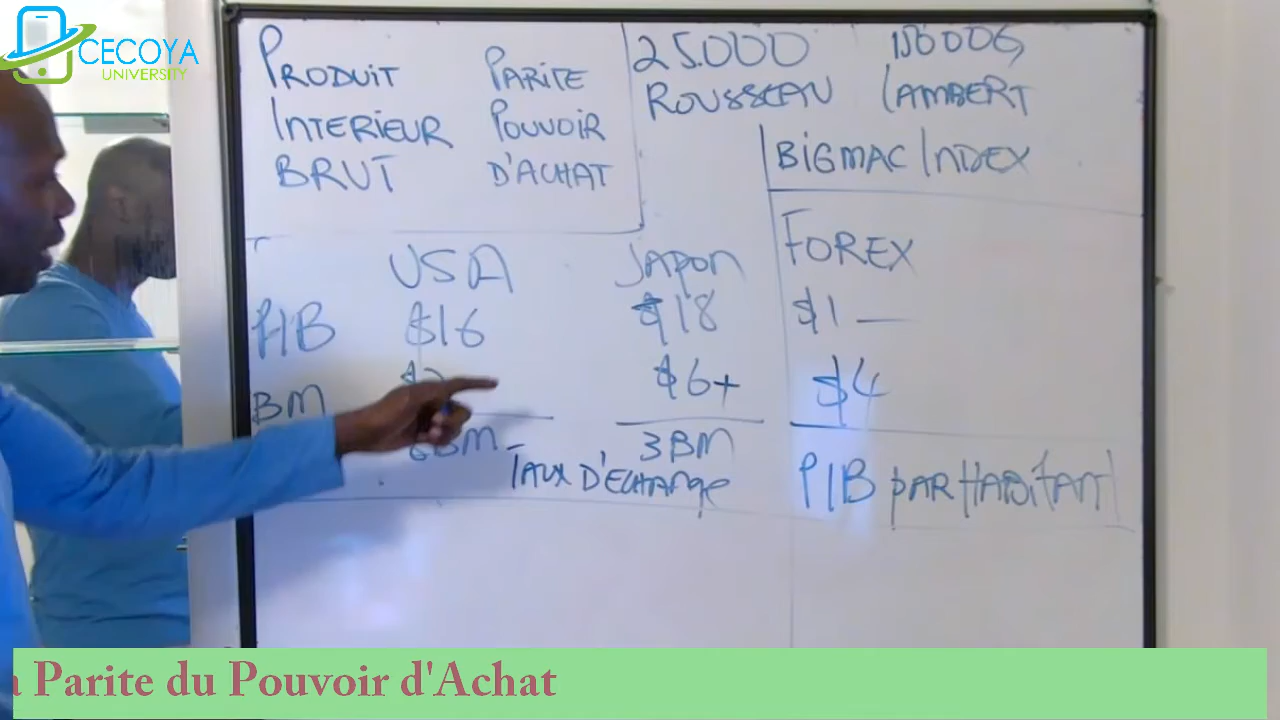 CECOYA
UNIVERSITY
PRODUIT
INTERIEUR
BRUT
PARITE
POUVOIR
D'ACHAT
25.000
ROUSSEAU
LAMBERT
BIGMAC INDEX
USA
JAPON
PIB
$16
$18
BM
$6+
BM
3BM
TAUX D'ECHANGE
FOREX
$1
$4
PIB PAR HABITANT
Parite du Pouvoir d'Achat